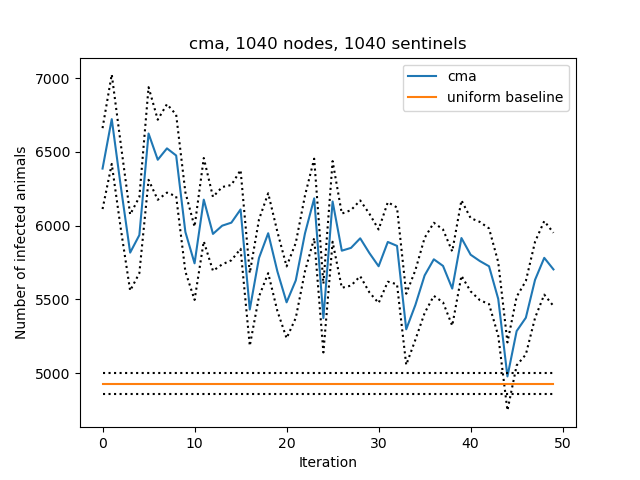 cma, 1040 nodes, 1040 sentinels
cma
uniform baseline
Number of infected animals
7000
6500
6000
5500
5000
0 10 20 30 40 50
Iteration